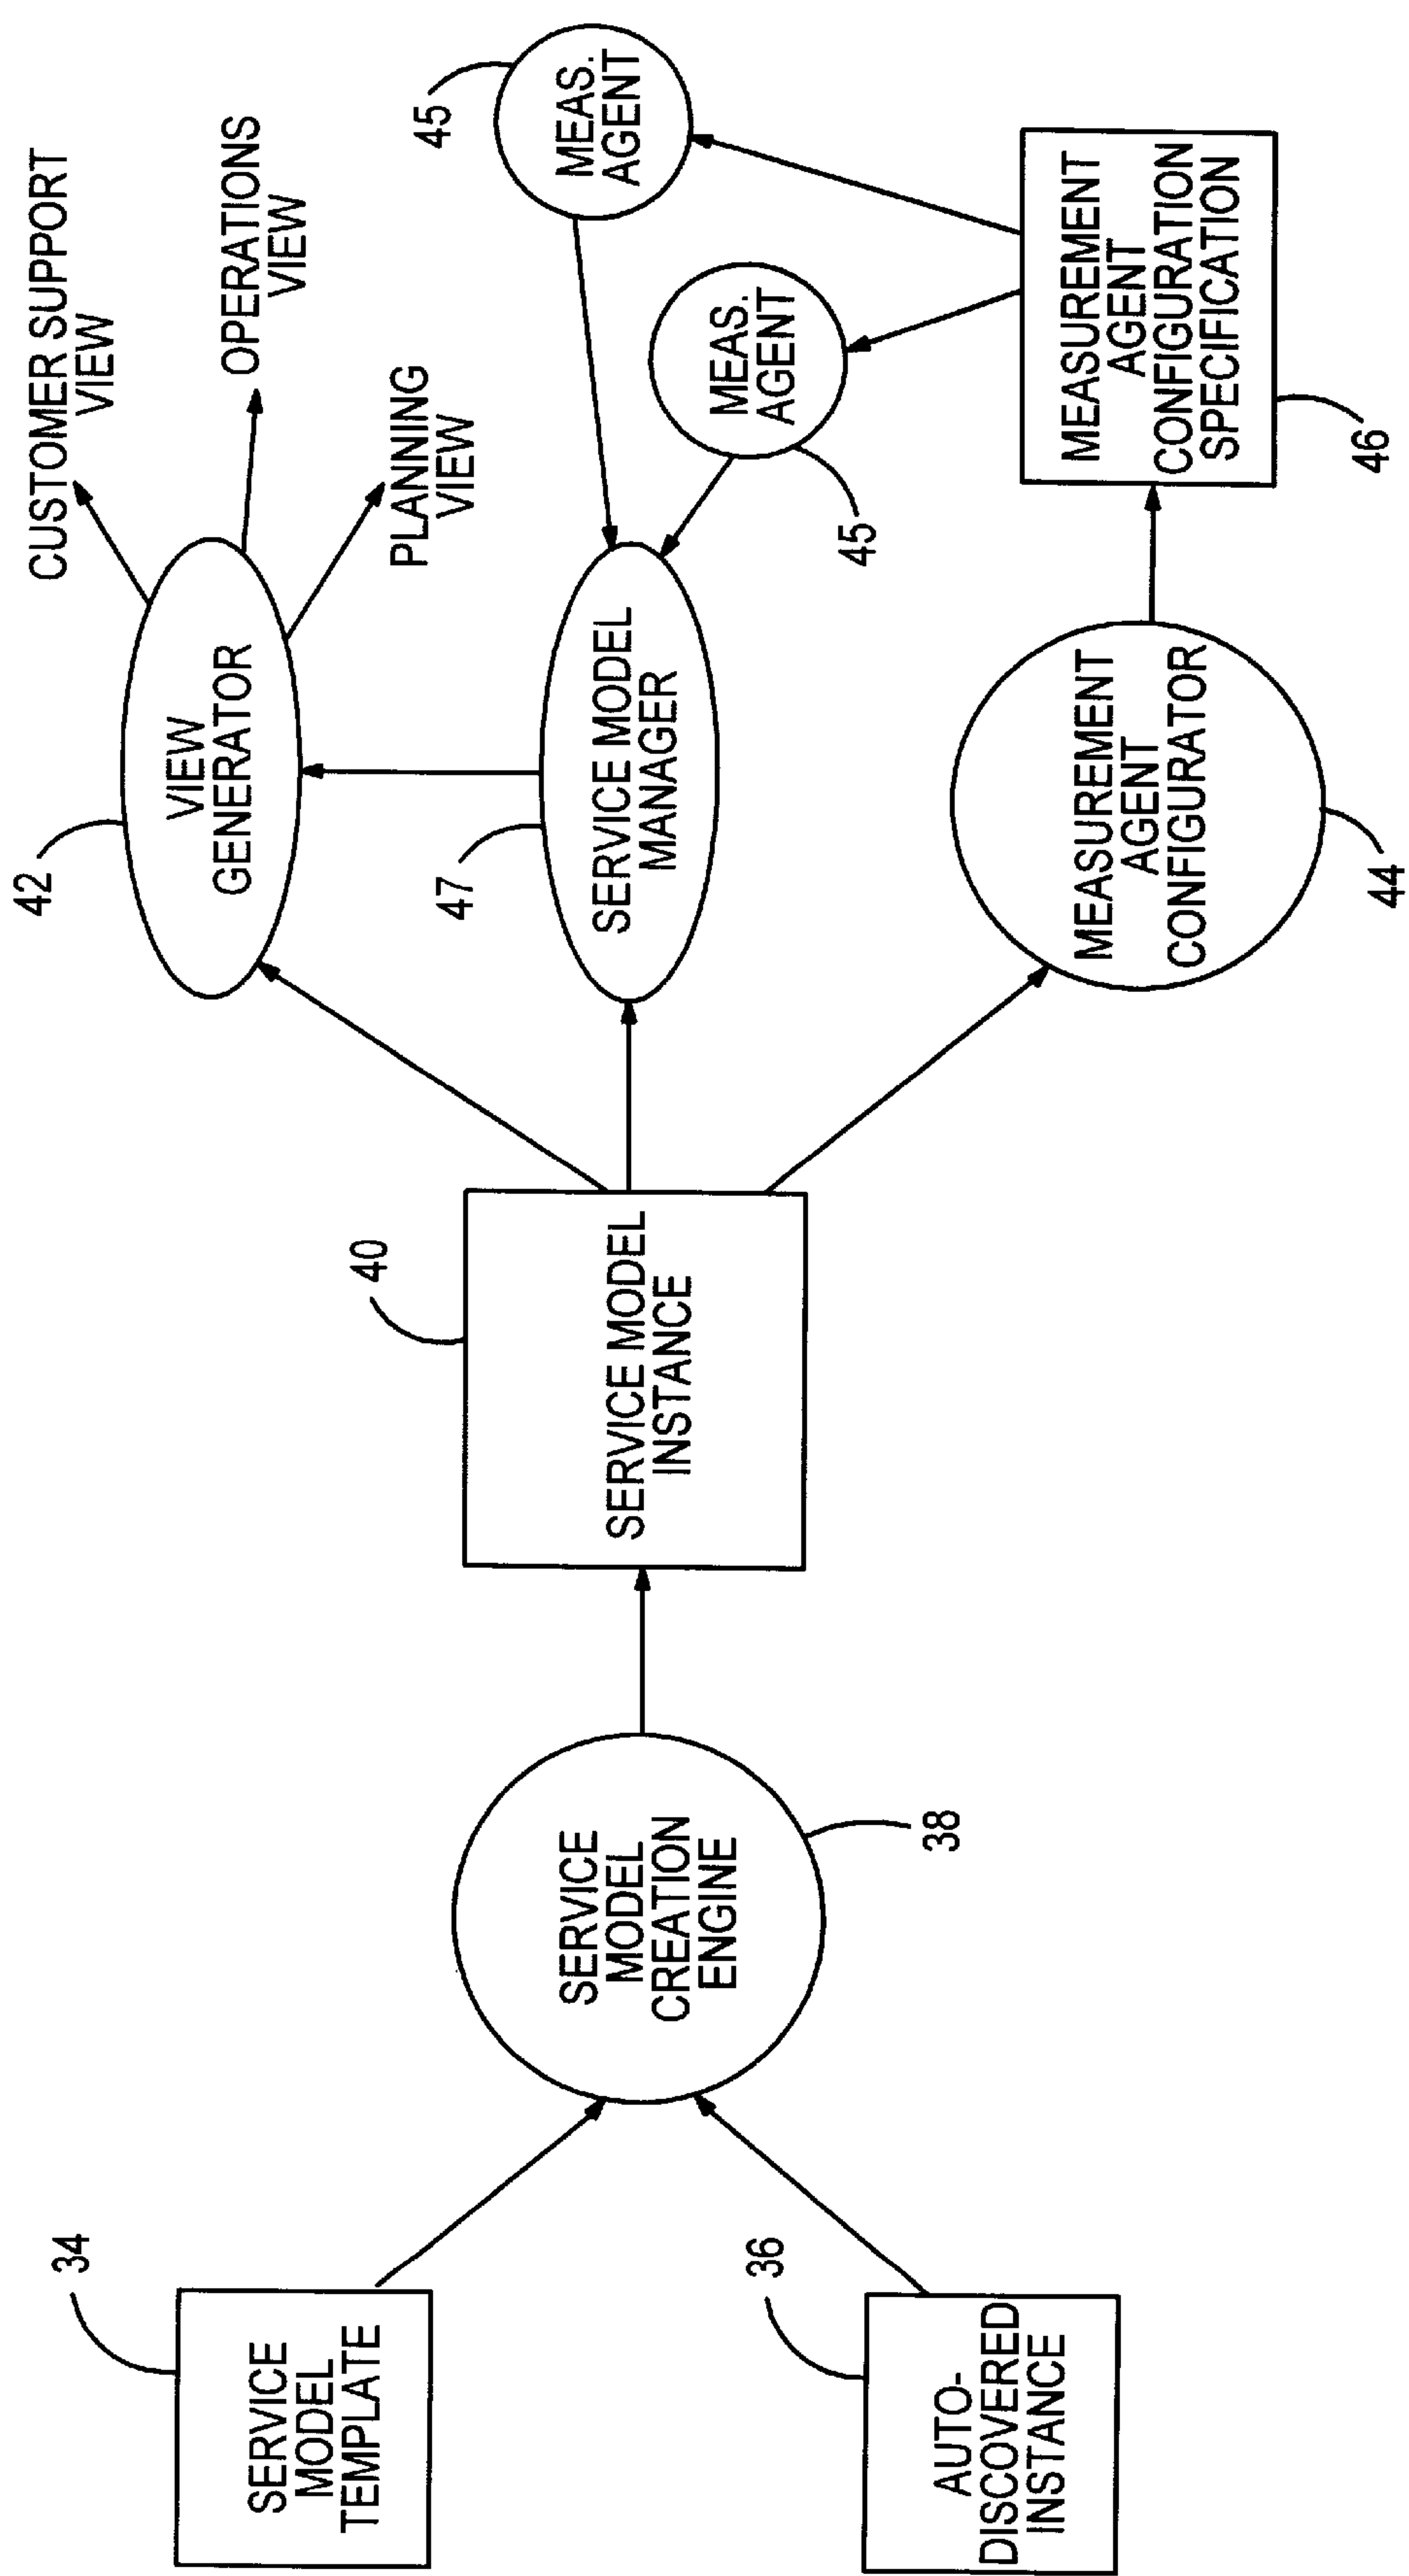 34
SERVICE
MODEL
TEMPLATE
36
AUTO-
DISCOVERED
INSTANCE
SERVICE
MODEL
CREATION
ENGINE
38
40
SERVICE MODEL
INSTANCE
42
VIEW
GENERATOR
CUSTOMER SUPPORT
VIEW
OPERATIONS
VIEW
PLANNING
VIEW
47
SERVICE MODEL
MANAGER
45
MEAS.
AGENT
MEAS.
AGENT
45
MEASUREMENT
AGENT
CONFIGURATOR
44
MEASUREMENT
AGENT
CONFIGURATION
SPECIFICATION
46